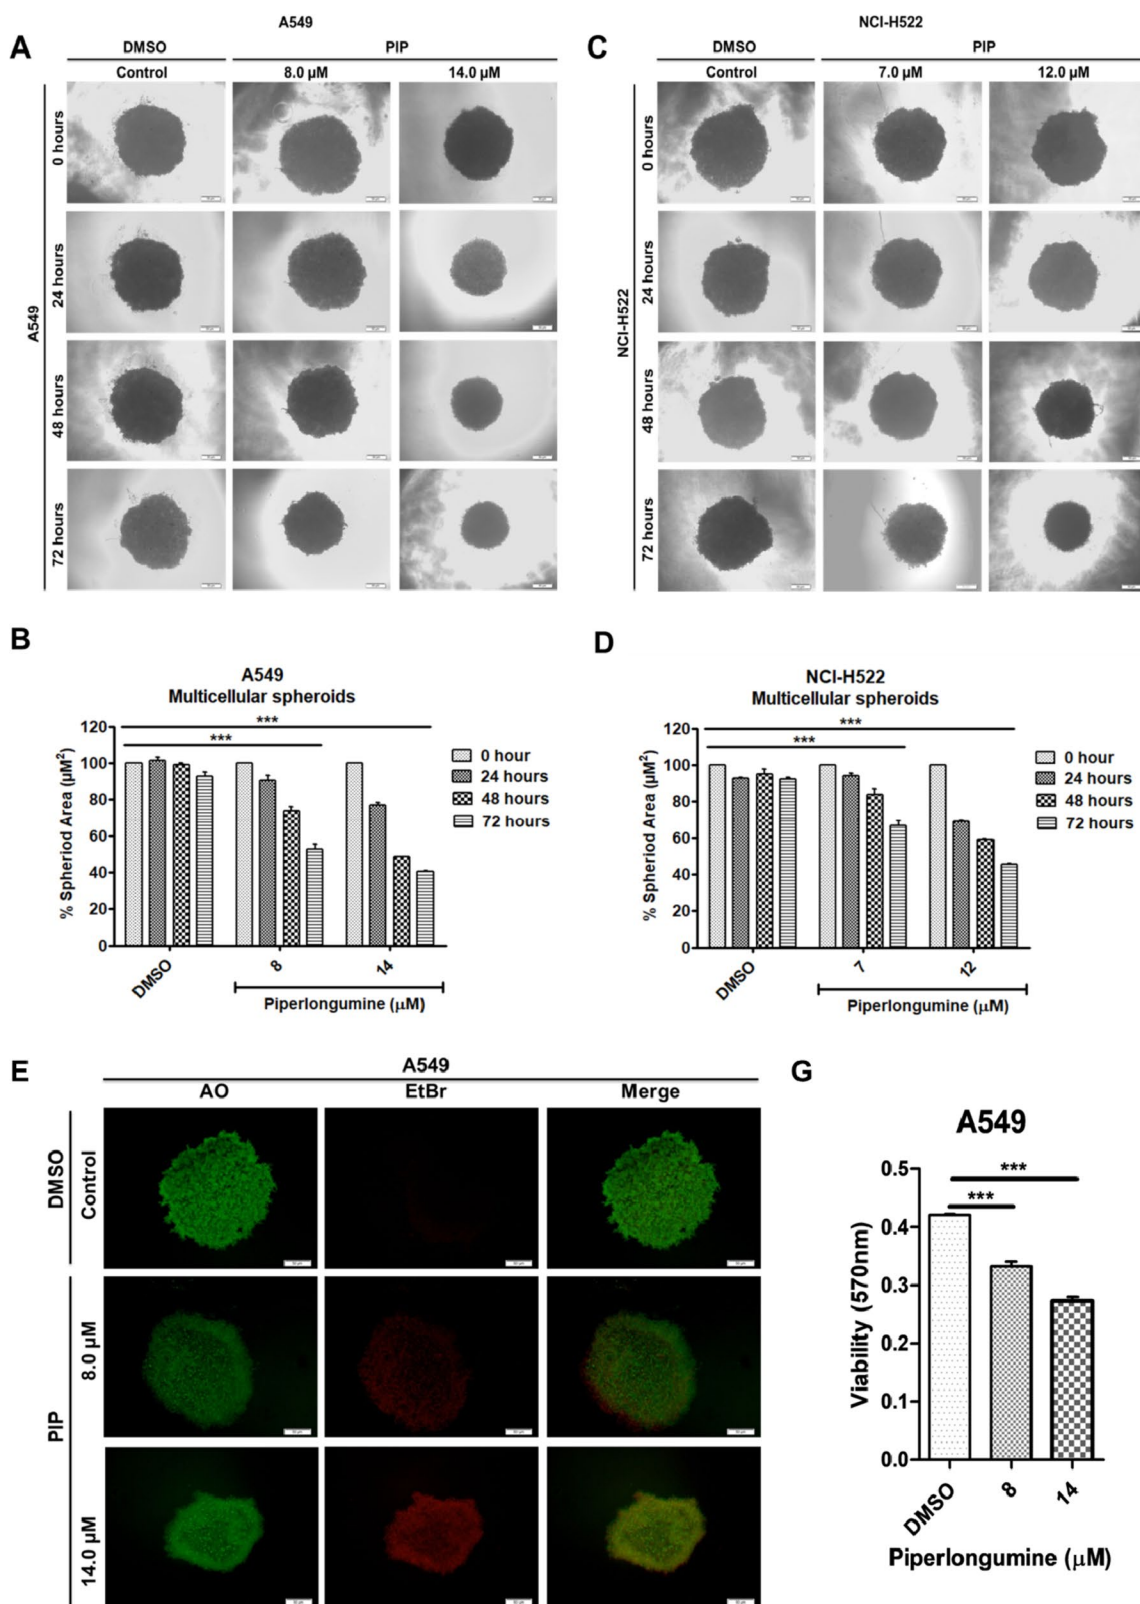 A549
A
DMSO
PIP
Control
8.0 µM
14.0 µM
A549
0 hours
24 hours
48 hours
72 hours
NCI-H522
C
DMSO
PIP
Control
7.0 µM
12.0 µM
NCI-H522
0 hours
24 hours
48 hours
72 hours
B
A549
Multicellular spheroids
% Spheriod Area (µM²)
120
100
80
60
40
20
0
***
***
0 hour
24 hours
48 hours
72 hours
DMSO
8
14
Piperlongumine (µM)
D
NCI-H522
Multicellular spheroids
% Spheriod Area (µM²)
120
100
80
60
40
20
0
***
***
0 hour
24 hours
48 hours
72 hours
DMSO
7
12
Piperlongumine (µM)
E
A549
AO
EtBr
Merge
DMSO
Control
PIP
8.0 µM
14.0 µM
G
A549
Viability (570nm)
0.5
0.4
0.3
0.2
0.1
0.0
***
***
DMSO
8
14
Piperlongumine (µM)